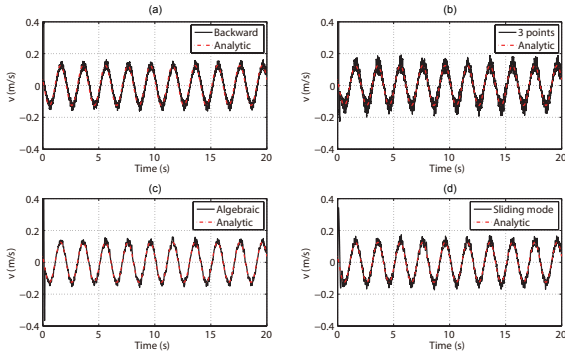 (a)
0.4
0.2
0
−0.2
−0.4
v (m/s)
Backward
Analytic
0
5
10
15
20
Time (s)
(b)
0.4
0.2
0
−0.2
−0.4
v (m/s)
3 points
Analytic
0
5
10
15
20
Time (s)
(c)
0.4
0.2
0
−0.2
−0.4
v (m/s)
Algebraic
Analytic
0
5
10
15
20
Time (s)
(d)
0.4
0.2
0
−0.2
−0.4
v (m/s)
Sliding mode
Analytic
0
5
10
15
20
Time (s)